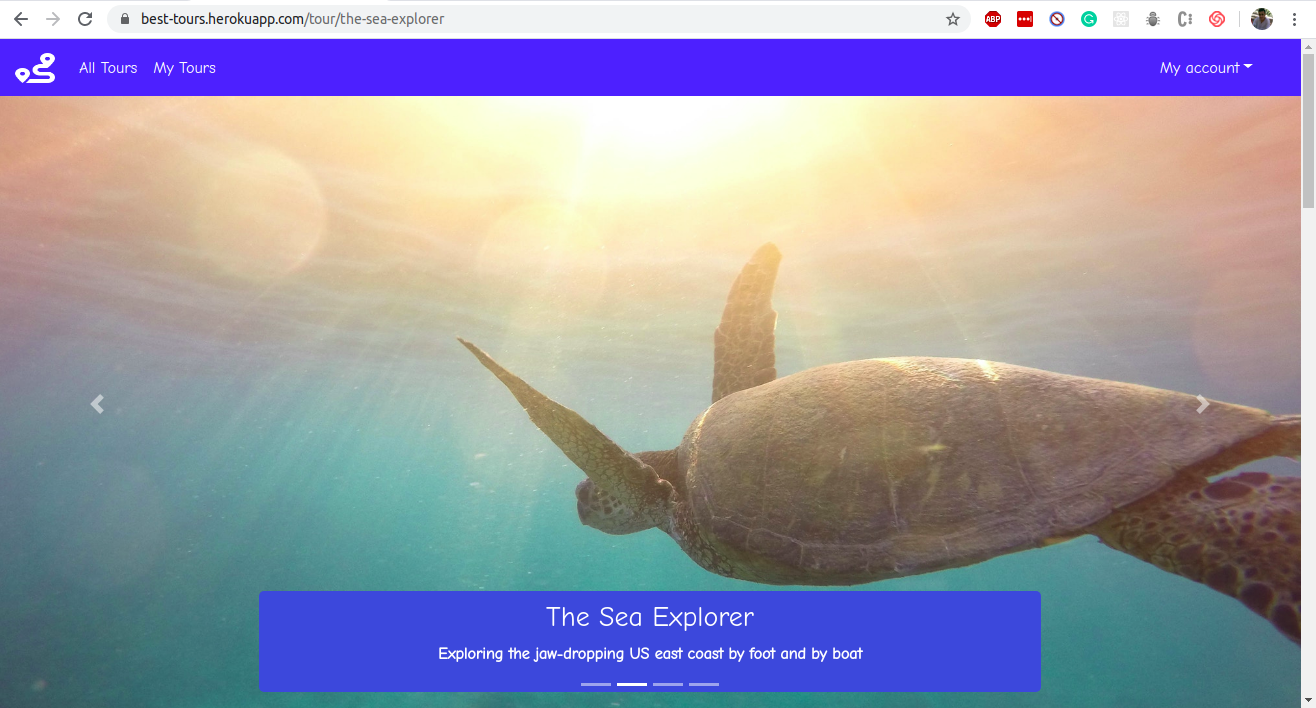 best-tours.herokuapp.com/tour/the-sea-explorer
ABP
All Tours
My Tours
My account
The Sea Explorer
Exploring the jaw-dropping US east coast by foot and by boat